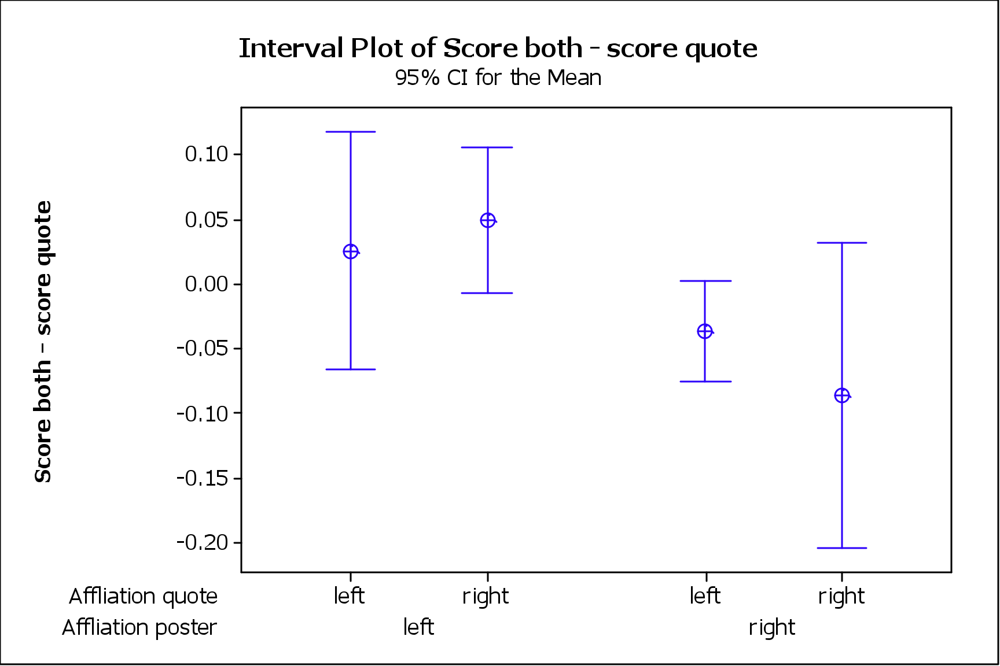 Interval Plot of Score both - score quote
95% CI for the Mean
Score both - score quote
0.10
0.05
0.00
-0.05
-0.10
-0.15
-0.20
Affliation quote left right left right
Affliation poster left right